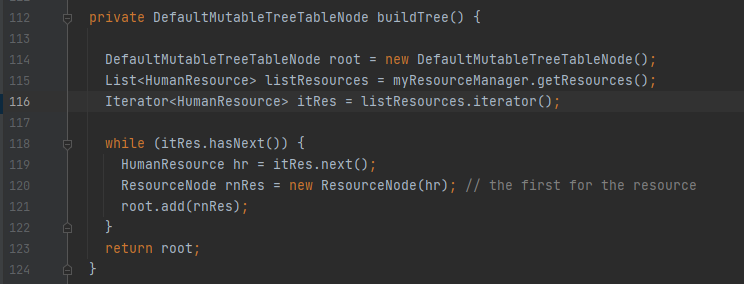 112 private DefaultMutableTreeTableNode buildTree() {
113
114 DefaultMutableTreeTableNode root = new DefaultMutableTreeTableNode();
115 List<HumanResource> listResources = myResourceManager.getResources();
116 Iterator<HumanResource> itRes = listResources.iterator();
117
118 while (itRes.hasNext()) {
119 HumanResource hr = itRes.next();
120 ResourceNode rnRes = new ResourceNode(hr); // the first for the resource
121 root.add(rnRes);
122 }
123 return root;
124 }